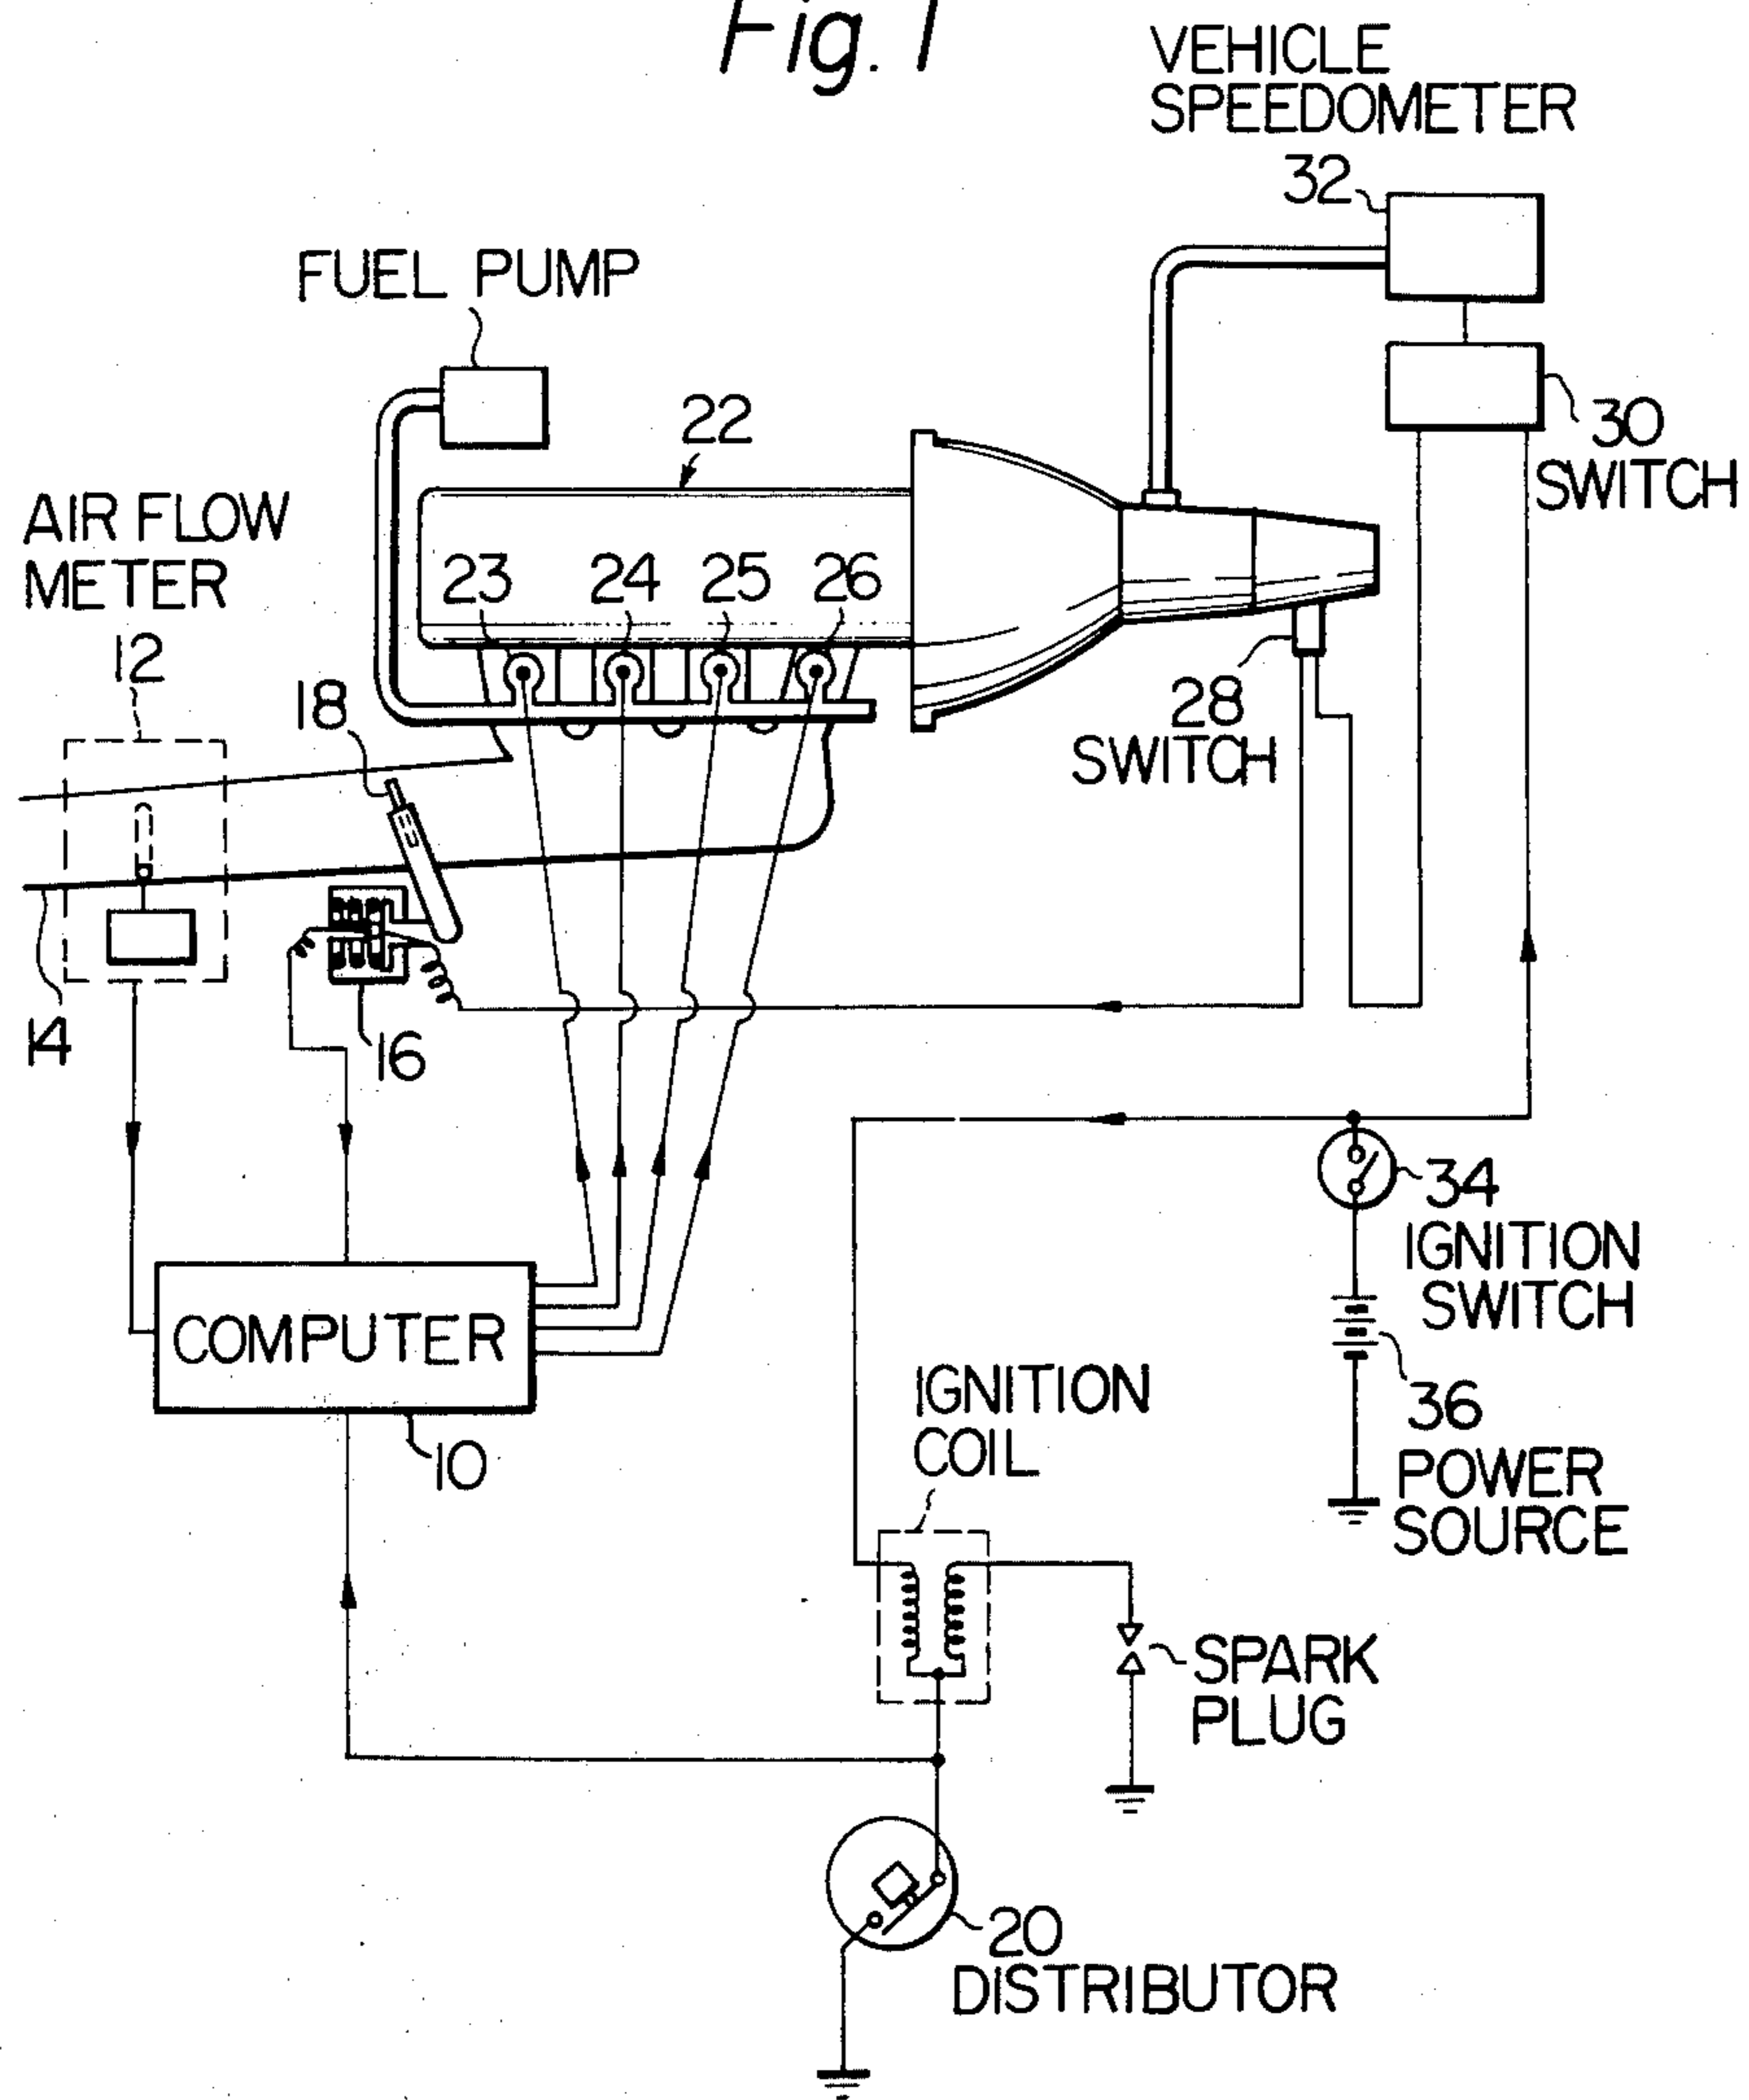 Fig. 1
VEHICLE
SPEEDOMETER
32
FUEL PUMP
22
30
SWITCH
AIR FLOW
METER
12
23
24
25
26
18
28
SWITCH
14
16
34
IGNITION
SWITCH
COMPUTER
10
IGNITION
COIL
36
POWER
SOURCE
SPARK
PLUG
20
DISTRIBUTOR